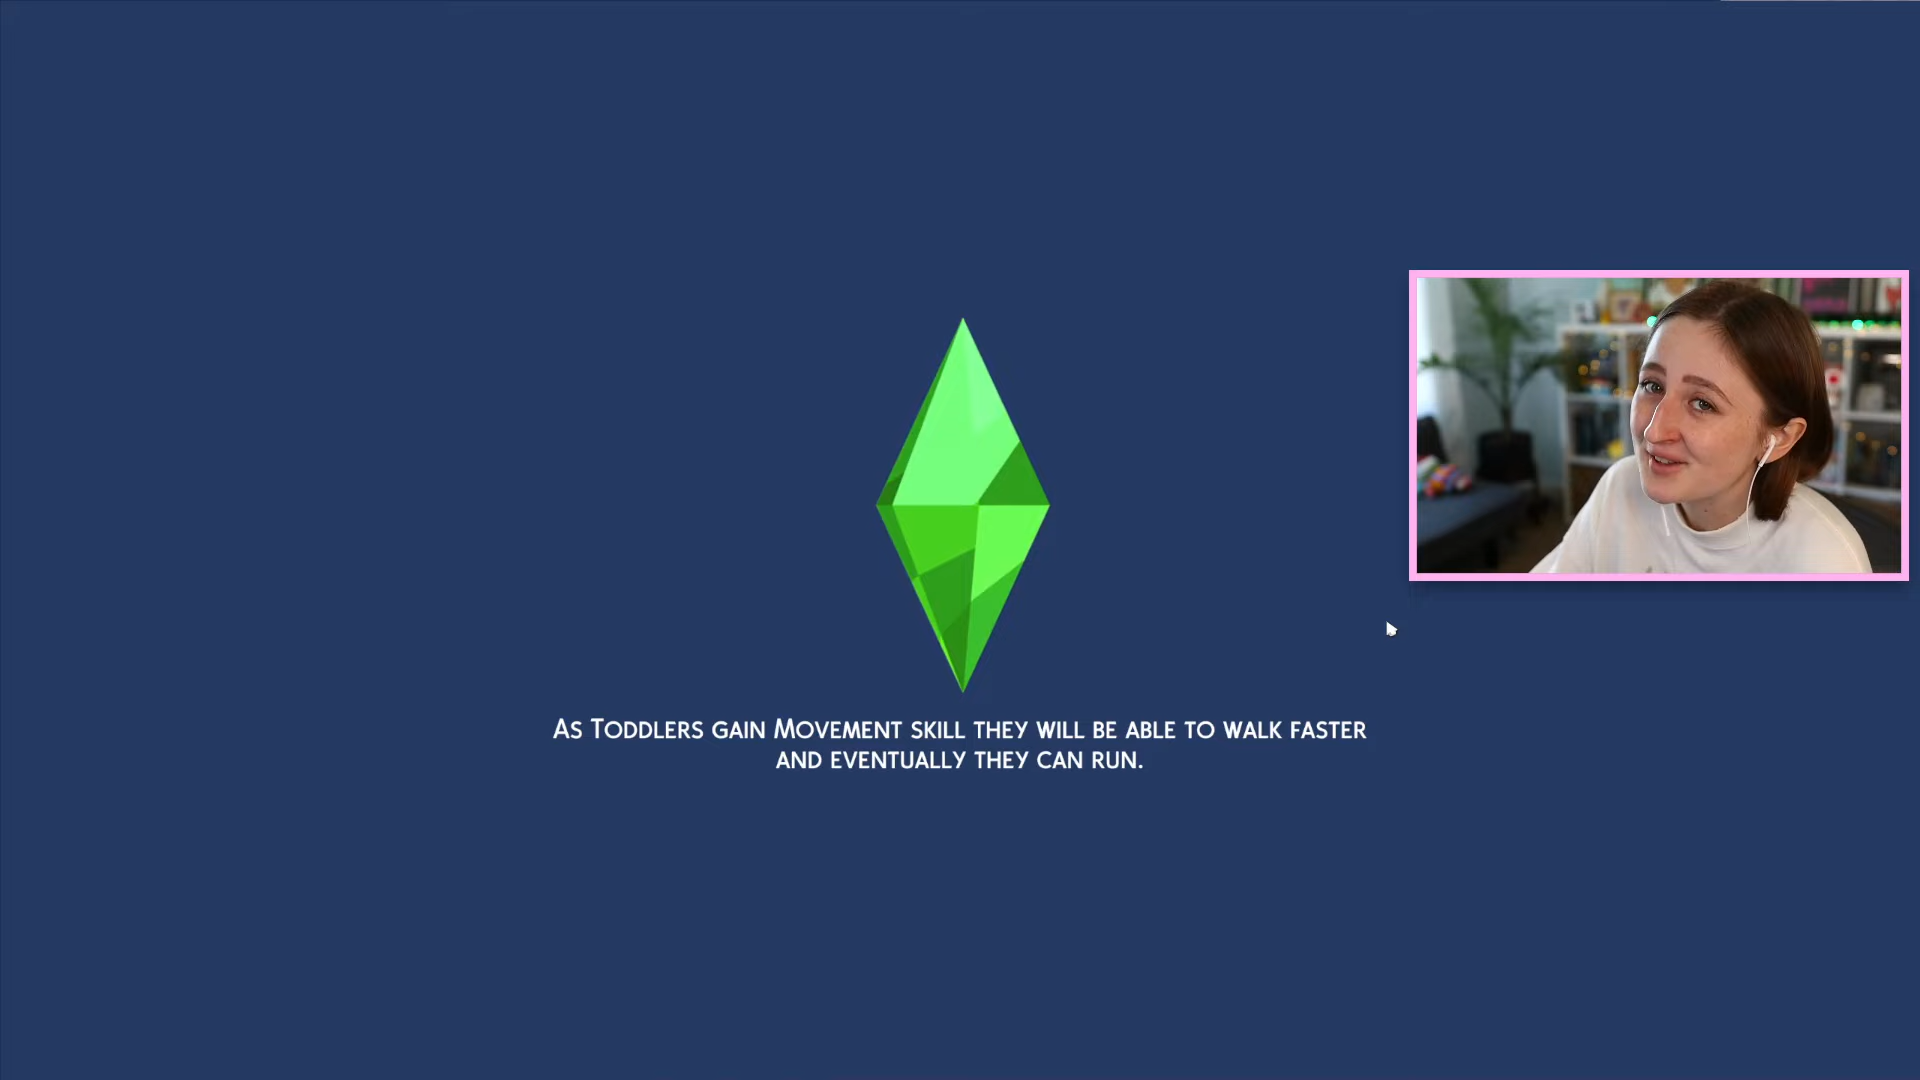 As Toddlers gain Movement skill they will be able to walk faster
and eventually they can run.